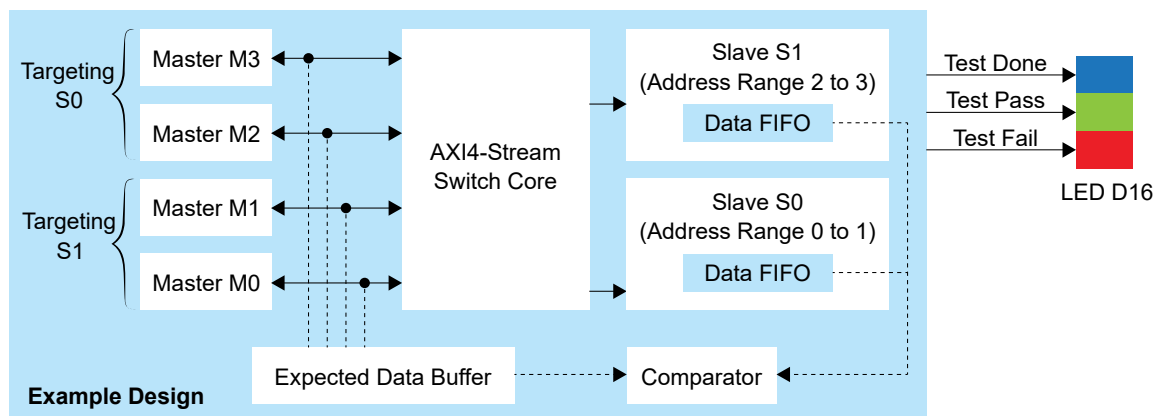 Targeting
S0
Targeting
S1
Master M3
Master M2
Master M1
Master M0
AXI4-Stream
Switch Core
Slave S1
(Address Range 2 to 3)
Data FIFO
Slave S0
(Address Range 0 to 1)
Data FIFO
Expected Data Buffer
Comparator
Example Design
Test Done
Test Pass
Test Fail
LED D16